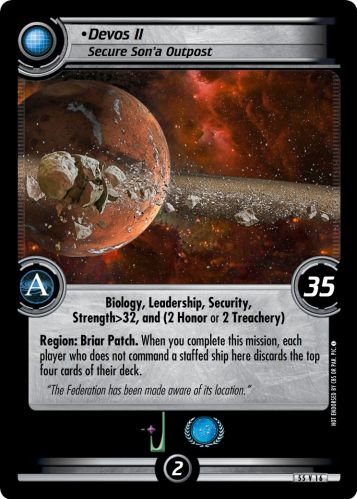 •Devos II
Secure Son'a Outpost
A
35
Biology, Leadership, Security,
Strength>32, and (2 Honor or 2 Treachery)
Region: Briar Patch. When you complete this mission, each
player who does not command a staffed ship here discards the top
four cards of their deck.
"The Federation has been made aware of its location."
NOT ENDORSED BY CBS OR PAR. PIC
2
55 V 16